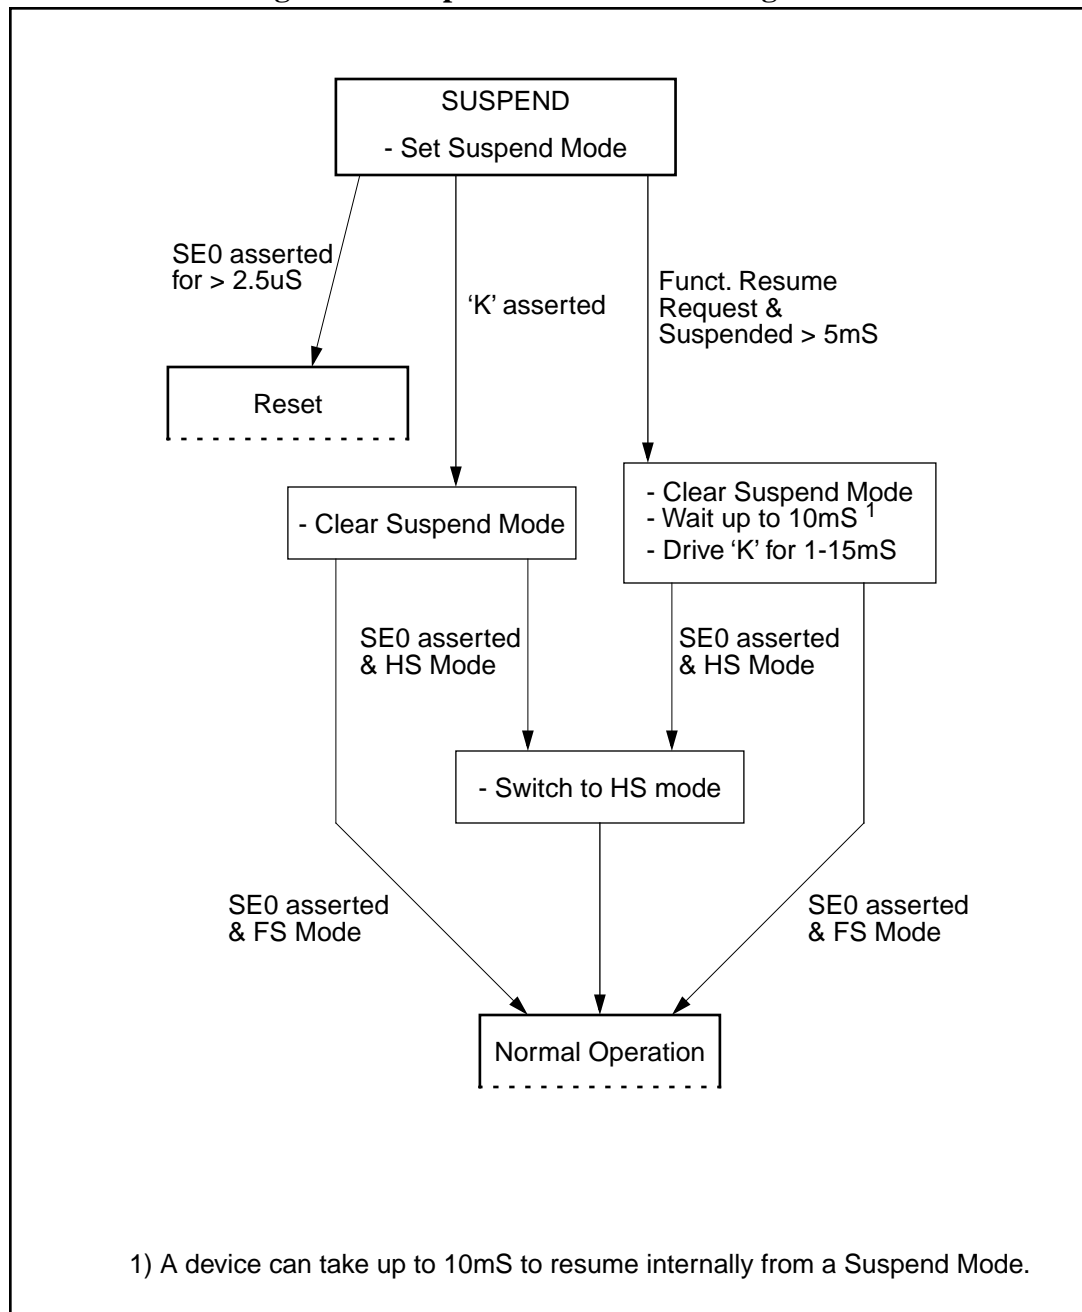 SUSPEND
- Set Suspend Mode
SE0 asserted
for > 2.5uS
‘K’ asserted
Funct. Resume
Request &
Suspended > 5mS
Reset
- Clear Suspend Mode
- Clear Suspend Mode
- Wait up to 10mS 1
- Drive ‘K’ for 1-15mS
SE0 asserted
& HS Mode
SE0 asserted
& HS Mode
- Switch to HS mode
SE0 asserted
& FS Mode
SE0 asserted
& FS Mode
Normal Operation
1) A device can take up to 10mS to resume internally from a Suspend Mode.